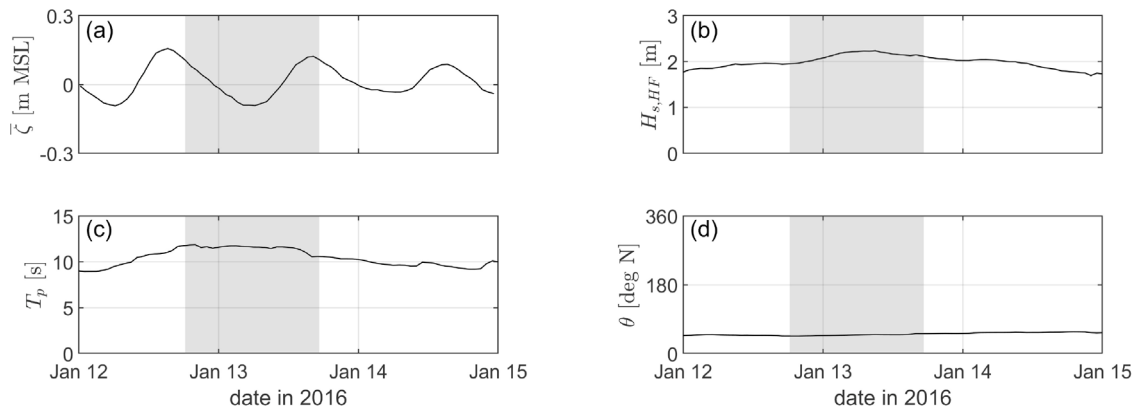 (a)
0.3
0
-0.3
ζ̅ [m MSL]
(b)
3
2
1
0
H_{s,HF} [m]
(c)
15
10
5
0
T_p [s]
Jan 12 Jan 13 Jan 14 Jan 15
date in 2016
(d)
360
180
0
θ [deg N]
Jan 12 Jan 13 Jan 14 Jan 15
date in 2016